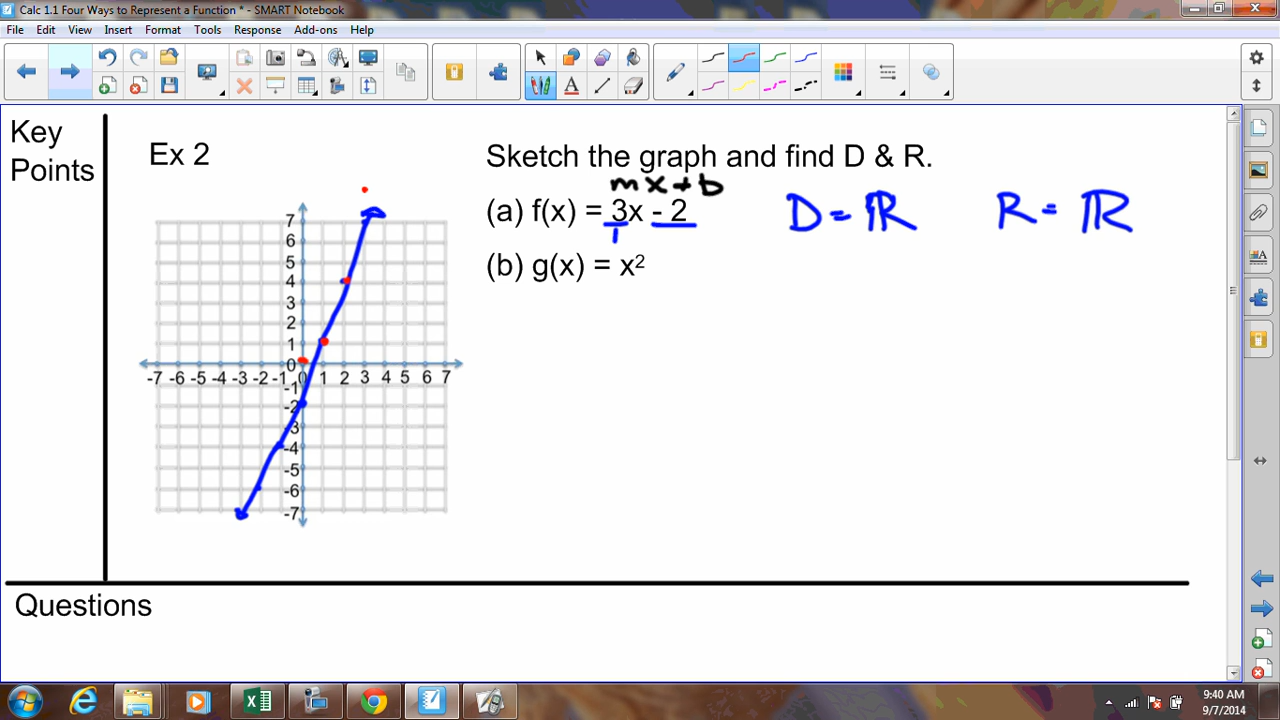 Calc 1.1 Four Ways to Represent a Function * - SMART Notebook
File Edit View Insert Format Tools Response Add-ons Help
Key
Points
Ex 2
Sketch the graph and find D & R.
mx+b
(a) f(x) = 3x - 2 D = ℝ R = ℝ
1
(b) g(x) = x²
7
6
5
4
3
2
1
0
-7 -6 -5 -4 -3 -2 -1 0 1 2 3 4 5 6 7
-1
-2
-3
-4
-5
-6
-7
Questions
9:40 AM
9/7/2014